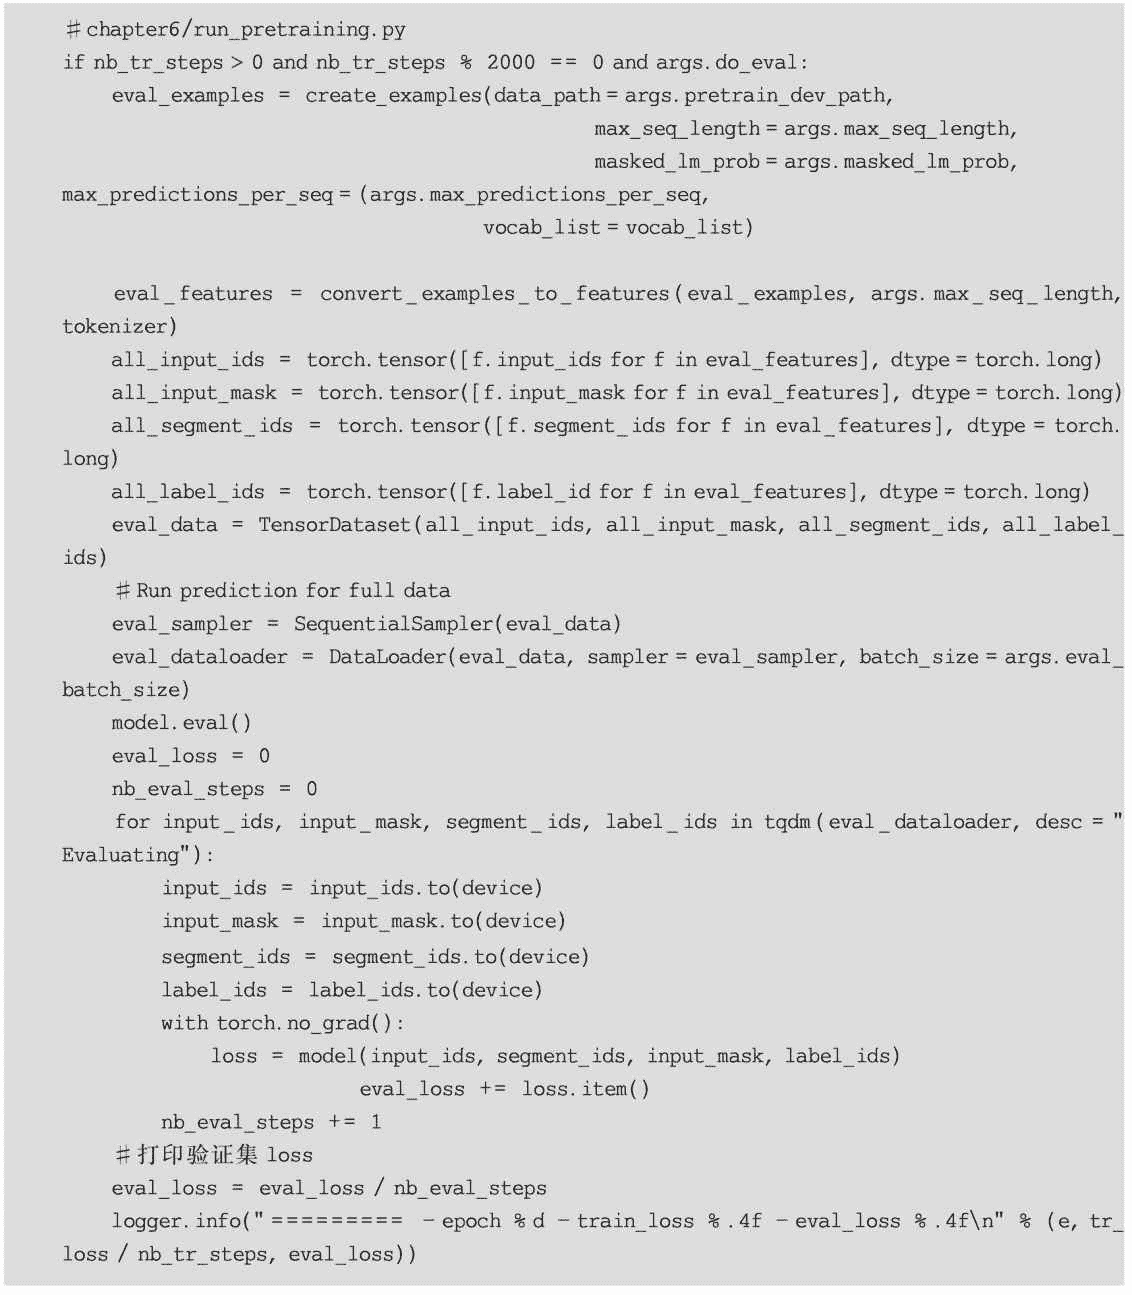 #chapter6/run_pretraining.py
if nb_tr_steps > 0 and nb_tr_steps % 2000 == 0 and args.do_eval:
    eval_examples = create_examples(data_path=args.pretrain_dev_path,
                                    max_seq_length=args.max_seq_length,
                                    masked_lm_prob=args.masked_lm_prob,
max_predictions_per_seq=(args.max_predictions_per_seq,
                                    vocab_list=vocab_list)
    eval_features = convert_examples_to_features(eval_examples, args.max_seq_length,
tokenizer)
    all_input_ids = torch.tensor([f.input_ids for f in eval_features], dtype=torch.long)
    all_input_mask = torch.tensor([f.input_mask for f in eval_features], dtype=torch.long)
    all_segment_ids = torch.tensor([f.segment_ids for f in eval_features], dtype=torch.
long)
    all_label_ids = torch.tensor([f.label_id for f in eval_features], dtype=torch.long)
    eval_data = TensorDataset(all_input_ids, all_input_mask, all_segment_ids, all_label_
ids)
    #Run prediction for full data
    eval_sampler = SequentialSampler(eval_data)
    eval_dataloader = DataLoader(eval_data, sampler=eval_sampler, batch_size=args.eval_
batch_size)
    model.eval()
    eval_loss = 0
    nb_eval_steps = 0
    for input_ids, input_mask, segment_ids, label_ids in tqdm(eval_dataloader, desc="
Evaluating"):
        input_ids = input_ids.to(device)
        input_mask = input_mask.to(device)
        segment_ids = segment_ids.to(device)
        label_ids = label_ids.to(device)
        with torch.no_grad():
            loss = model(input_ids, segment_ids, input_mask, label_ids)
                        eval_loss += loss.item()
        nb_eval_steps += 1
    #打印验证集 loss
    eval_loss = eval_loss / nb_eval_steps
    logger.info("========= -epoch %d -train_loss %.4f -eval_loss %.4f\n" % (e, tr_
loss / nb_tr_steps, eval_loss))